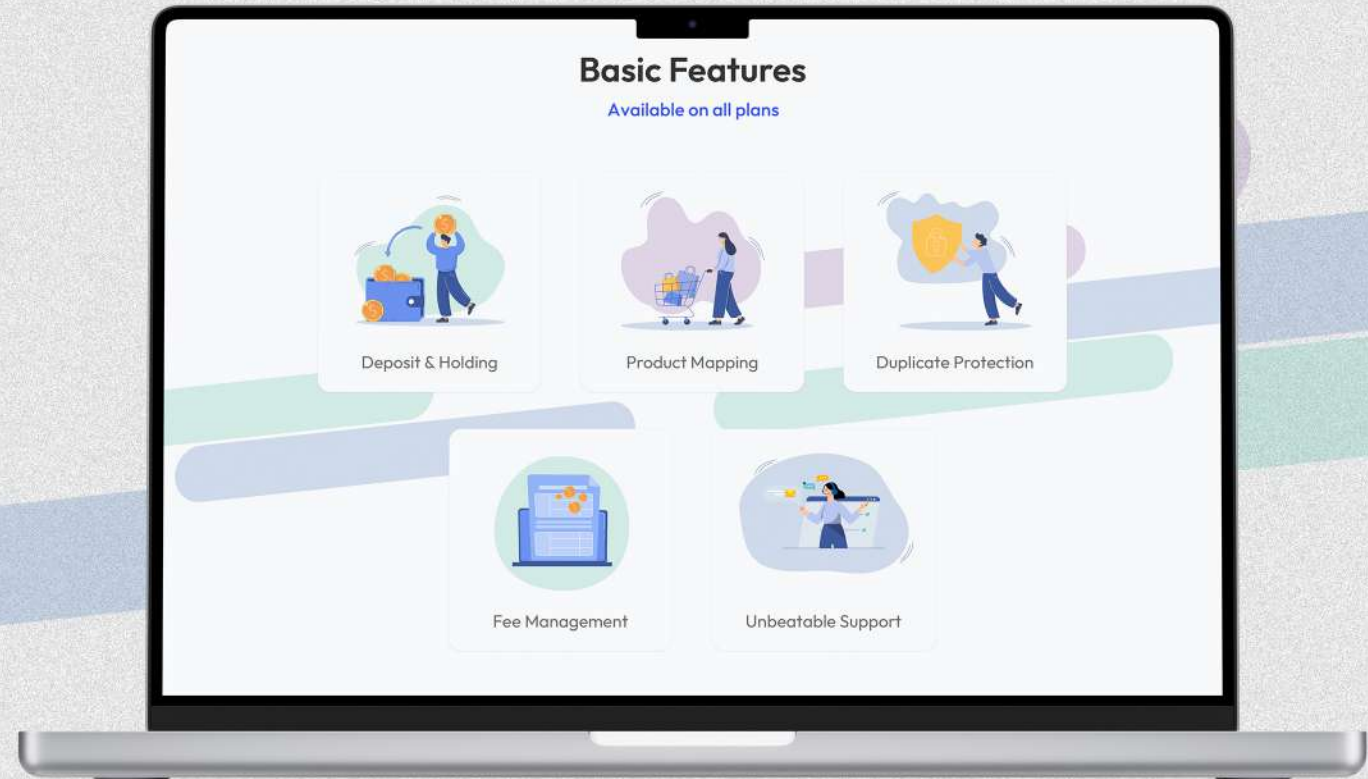 Basic Features
Available on all plans
Deposit & Holding
Product Mapping
Duplicate Protection
Fee Management
Unbeatable Support